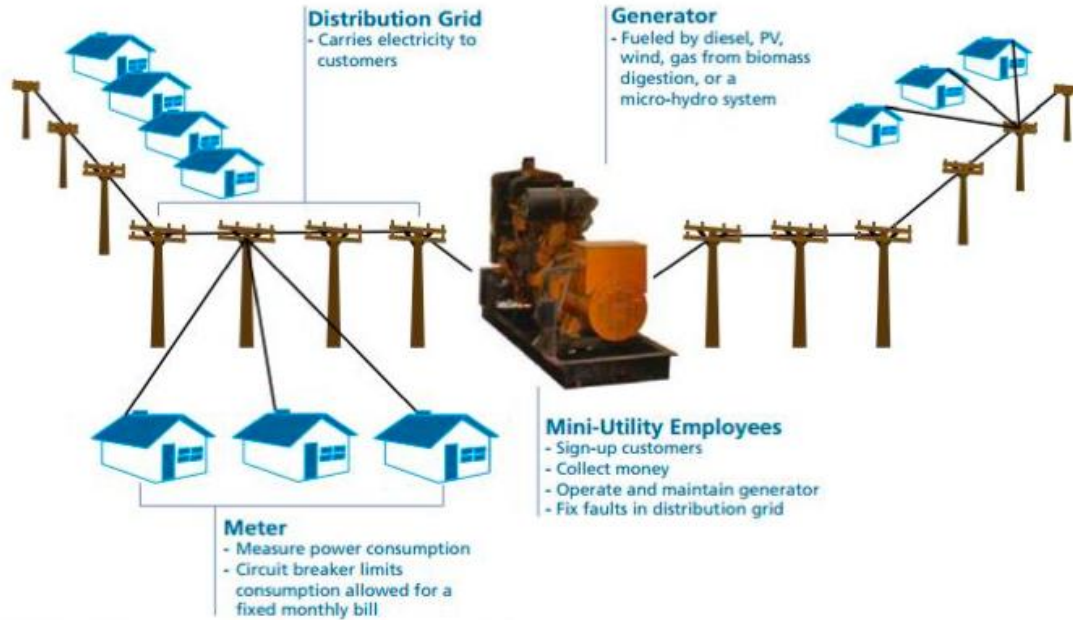 Distribution Grid
- Carries electricity to
customers
Generator
- Fueled by diesel, PV,
wind, gas from biomass
digestion, or a
micro-hydro system
Mini-Utility Employees
- Sign-up customers
- Collect money
- Operate and maintain generator
- Fix faults in distribution grid
Meter
- Measure power consumption
- Circuit breaker limits
consumption allowed for a
fixed monthly bill